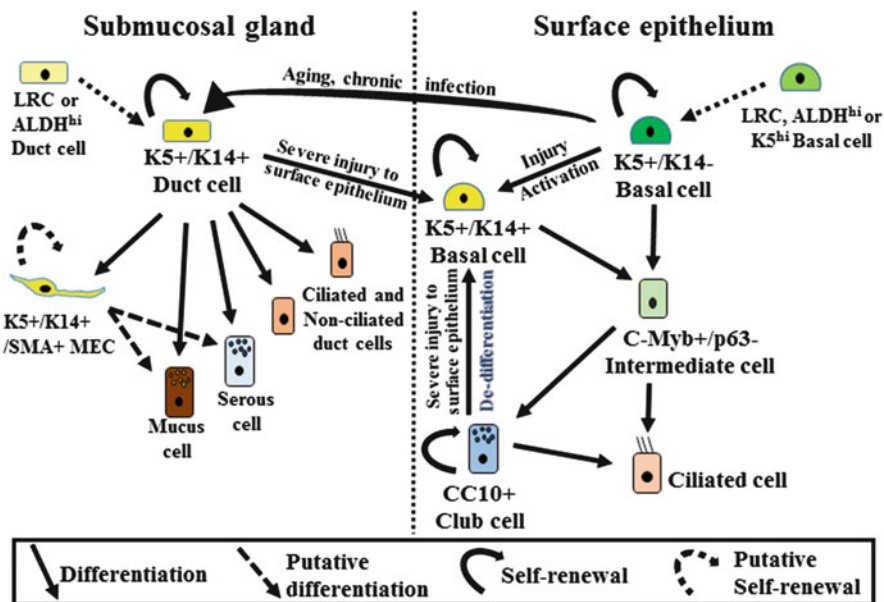 Submucosal gland
Surface epithelium
LRC or
ALDHhi
Duct cell
Aging, chronic infection
LRC, ALDHhi or
K5hi Basal cell
K5+/K14+
Duct cell
Severe injury to
surface epithelium
Injury
Activation
K5+/K14-
Basal cell
K5+/K14+
Basal cell
K5+/K14+
/SMA+ MEC
Ciliated and
Non-ciliated
duct cells
Serous
cell
Mucus
cell
Severe injury to
surface epithelium
De-differentiation
C-Myb+/p63-
Intermediate cell
CC10+
Club cell
Ciliated cell
Differentiation
Putative
differentiation
Self-renewal
Putative
Self-renewal